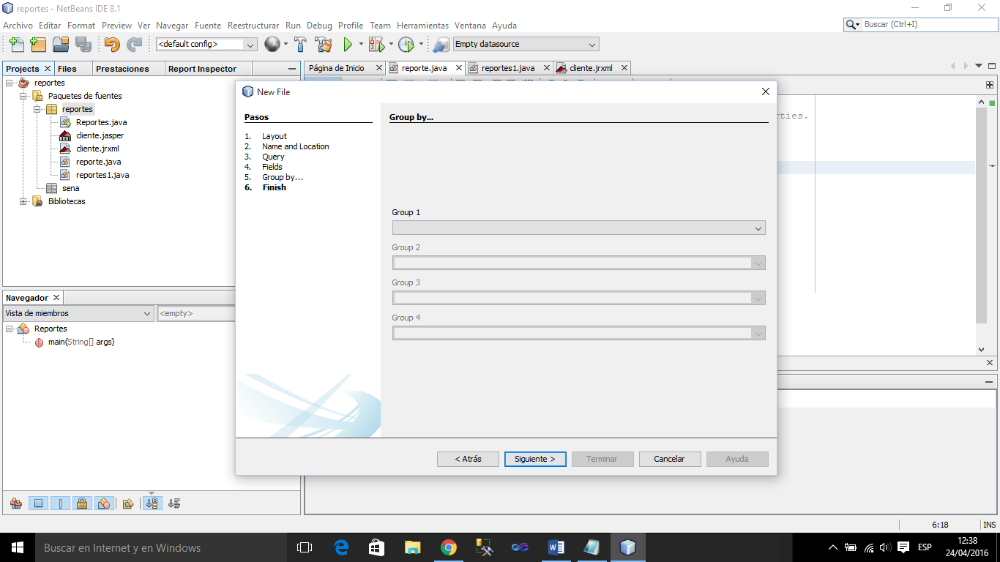 reportes - NetBeans IDE 8.1
Archivo Editar Format Preview Ver Navegar Fuente Reestructurar Run Debug Profile Team Herramientas Ventana Ayuda
Buscar (Ctrl+I)
<default config>
Empty datasource
Projects Files Prestaciones Report Inspector
Página de Inicio reporte.java reportes1.java cliente.jrxml
reportes
Paquetes de fuentes
reportes
Reportes.java
cliente.jasper
cliente.jrxml
reporte.java
reportes1.java
sena
Bibliotecas
Navegador
Vista de miembros
<empty>
Reportes
main(String[] args)
New File
Pasos
1. Layout
2. Name and Location
3. Query
4. Fields
5. Group by...
6. Finish
Group by...
Group 1
Group 2
Group 3
Group 4
< Atrás Siguiente > Terminar Cancelar Ayuda
rties.
6:18 INS
Buscar en Internet y en Windows
ESP
12:38
24/04/2016